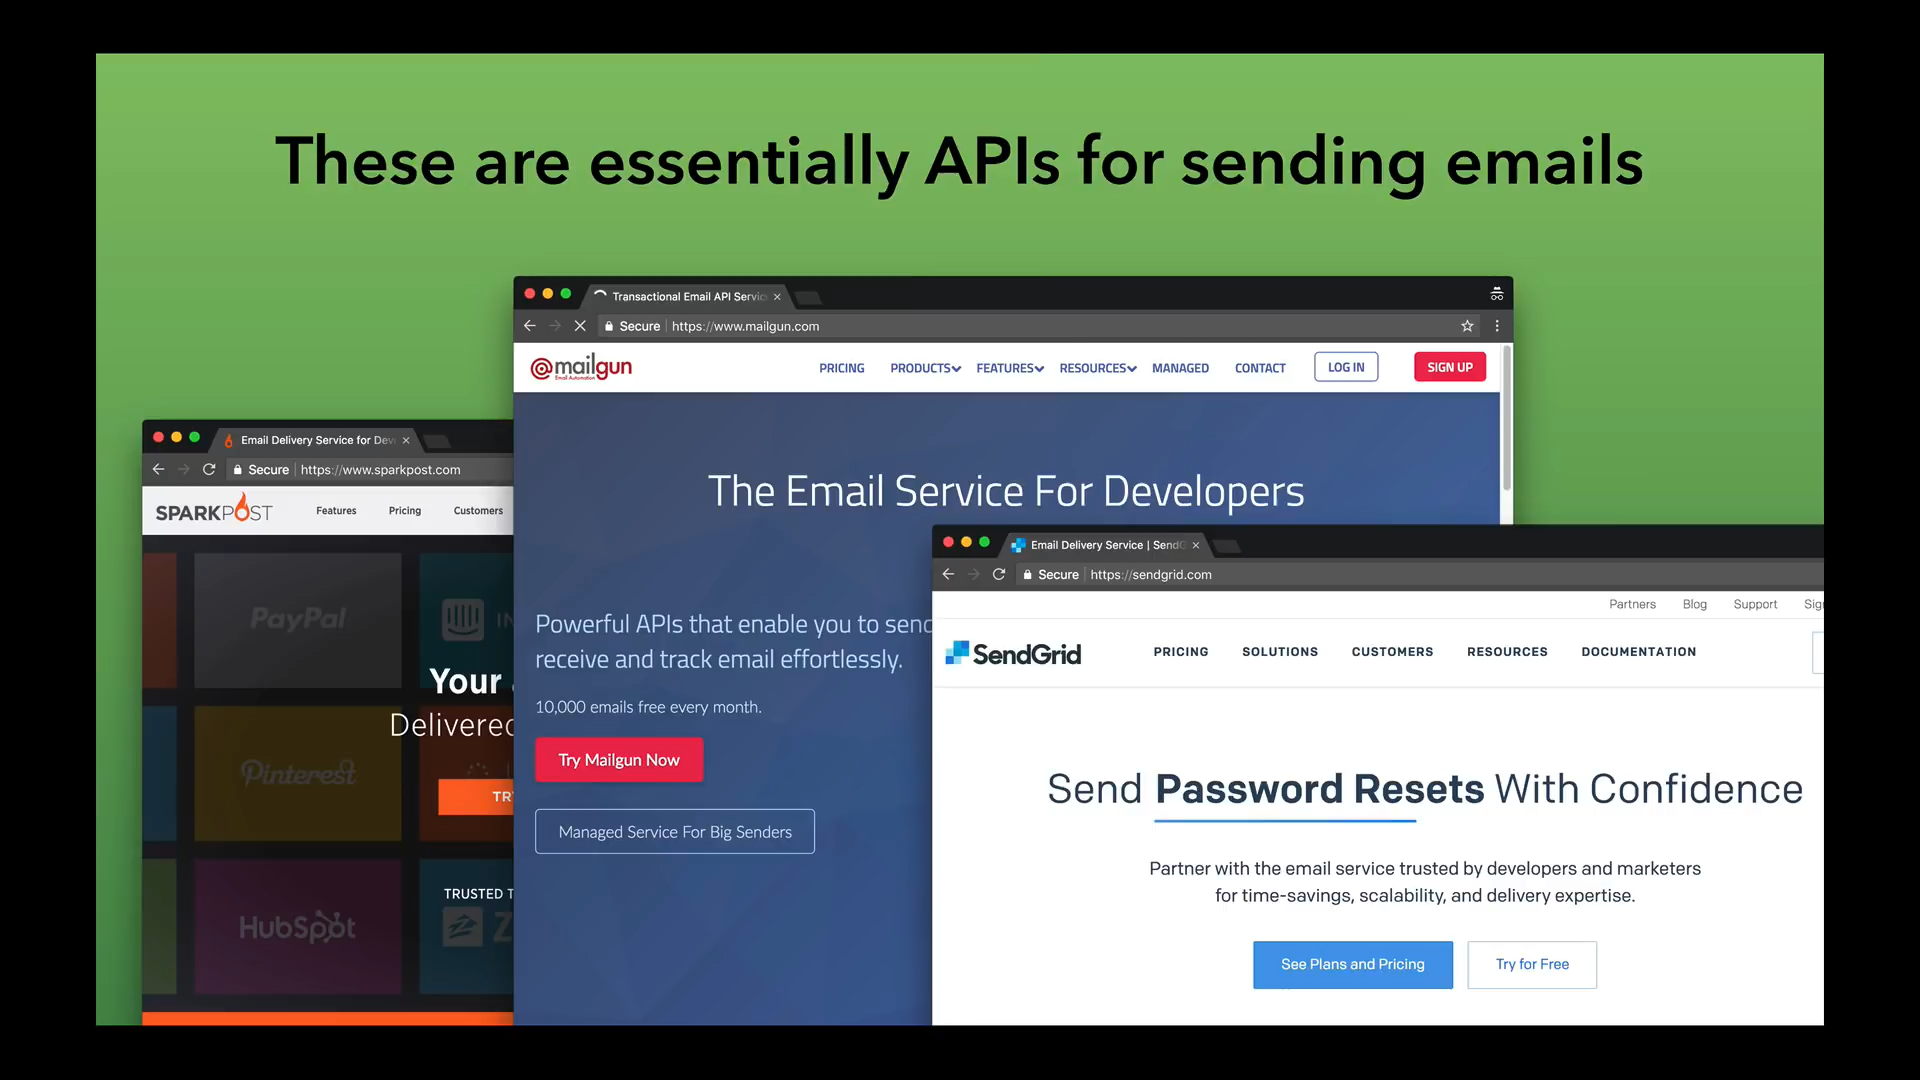 These are essentially APIs for sending emails
Transactional Email API Servic
Secure https://www.mailgun.com
@mailgun
Email Automation
PRICING PRODUCTS FEATURES RESOURCES MANAGED CONTACT LOG IN SIGN UP
The Email Service For Developers
Powerful APIs that enable you to send
receive and track email effortlessly.
10,000 emails free every month.
Try Mailgun Now
Managed Service For Big Senders
Email Delivery Service for Dev
Secure https://www.sparkpost.com
SPARKPOST Features Pricing Customers
PayPal
Your
Delivered
Pinterest
TR
HubSpot
TRUSTED T
Email Delivery Service | SendG
Secure https://sendgrid.com
Partners Blog Support Sig
SendGrid PRICING SOLUTIONS CUSTOMERS RESOURCES DOCUMENTATION
Send Password Resets With Confidence
Partner with the email service trusted by developers and marketers
for time-savings, scalability, and delivery expertise.
See Plans and Pricing Try for Free